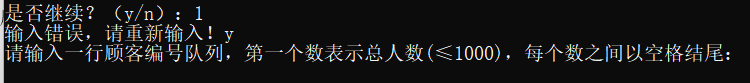 是否继续？（y/n）：1
输入错误，请重新输入！y
请输入一行顾客编号队列，第一个数表示总人数(≤1000)，每个数之间以空格结尾：